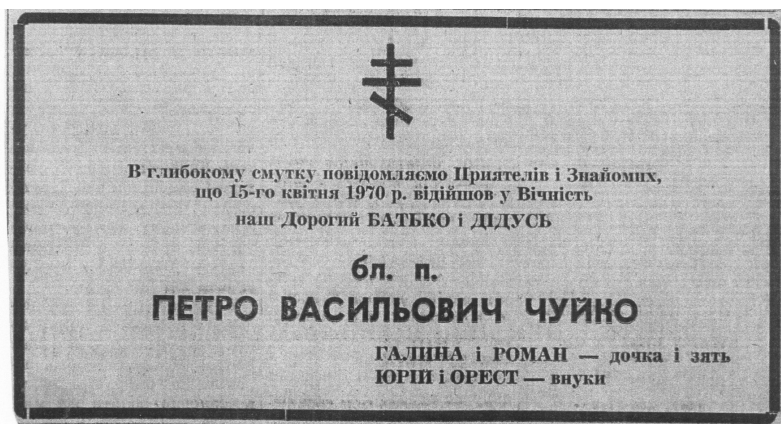 В глибокому смутку повідомляємо Приятелів і Знайомих,
що 15-го квітня 1970 р. відійшов у Вічність
наш Дорогий БАТЬКО і ДІДУСЬ
бл. п.
ПЕТРО ВАСИЛЬОВИЧ ЧУЙКО
ГАЛИНА і РОМАН — дочка і зять
ЮРІЙ і ОРЕСТ — внуки